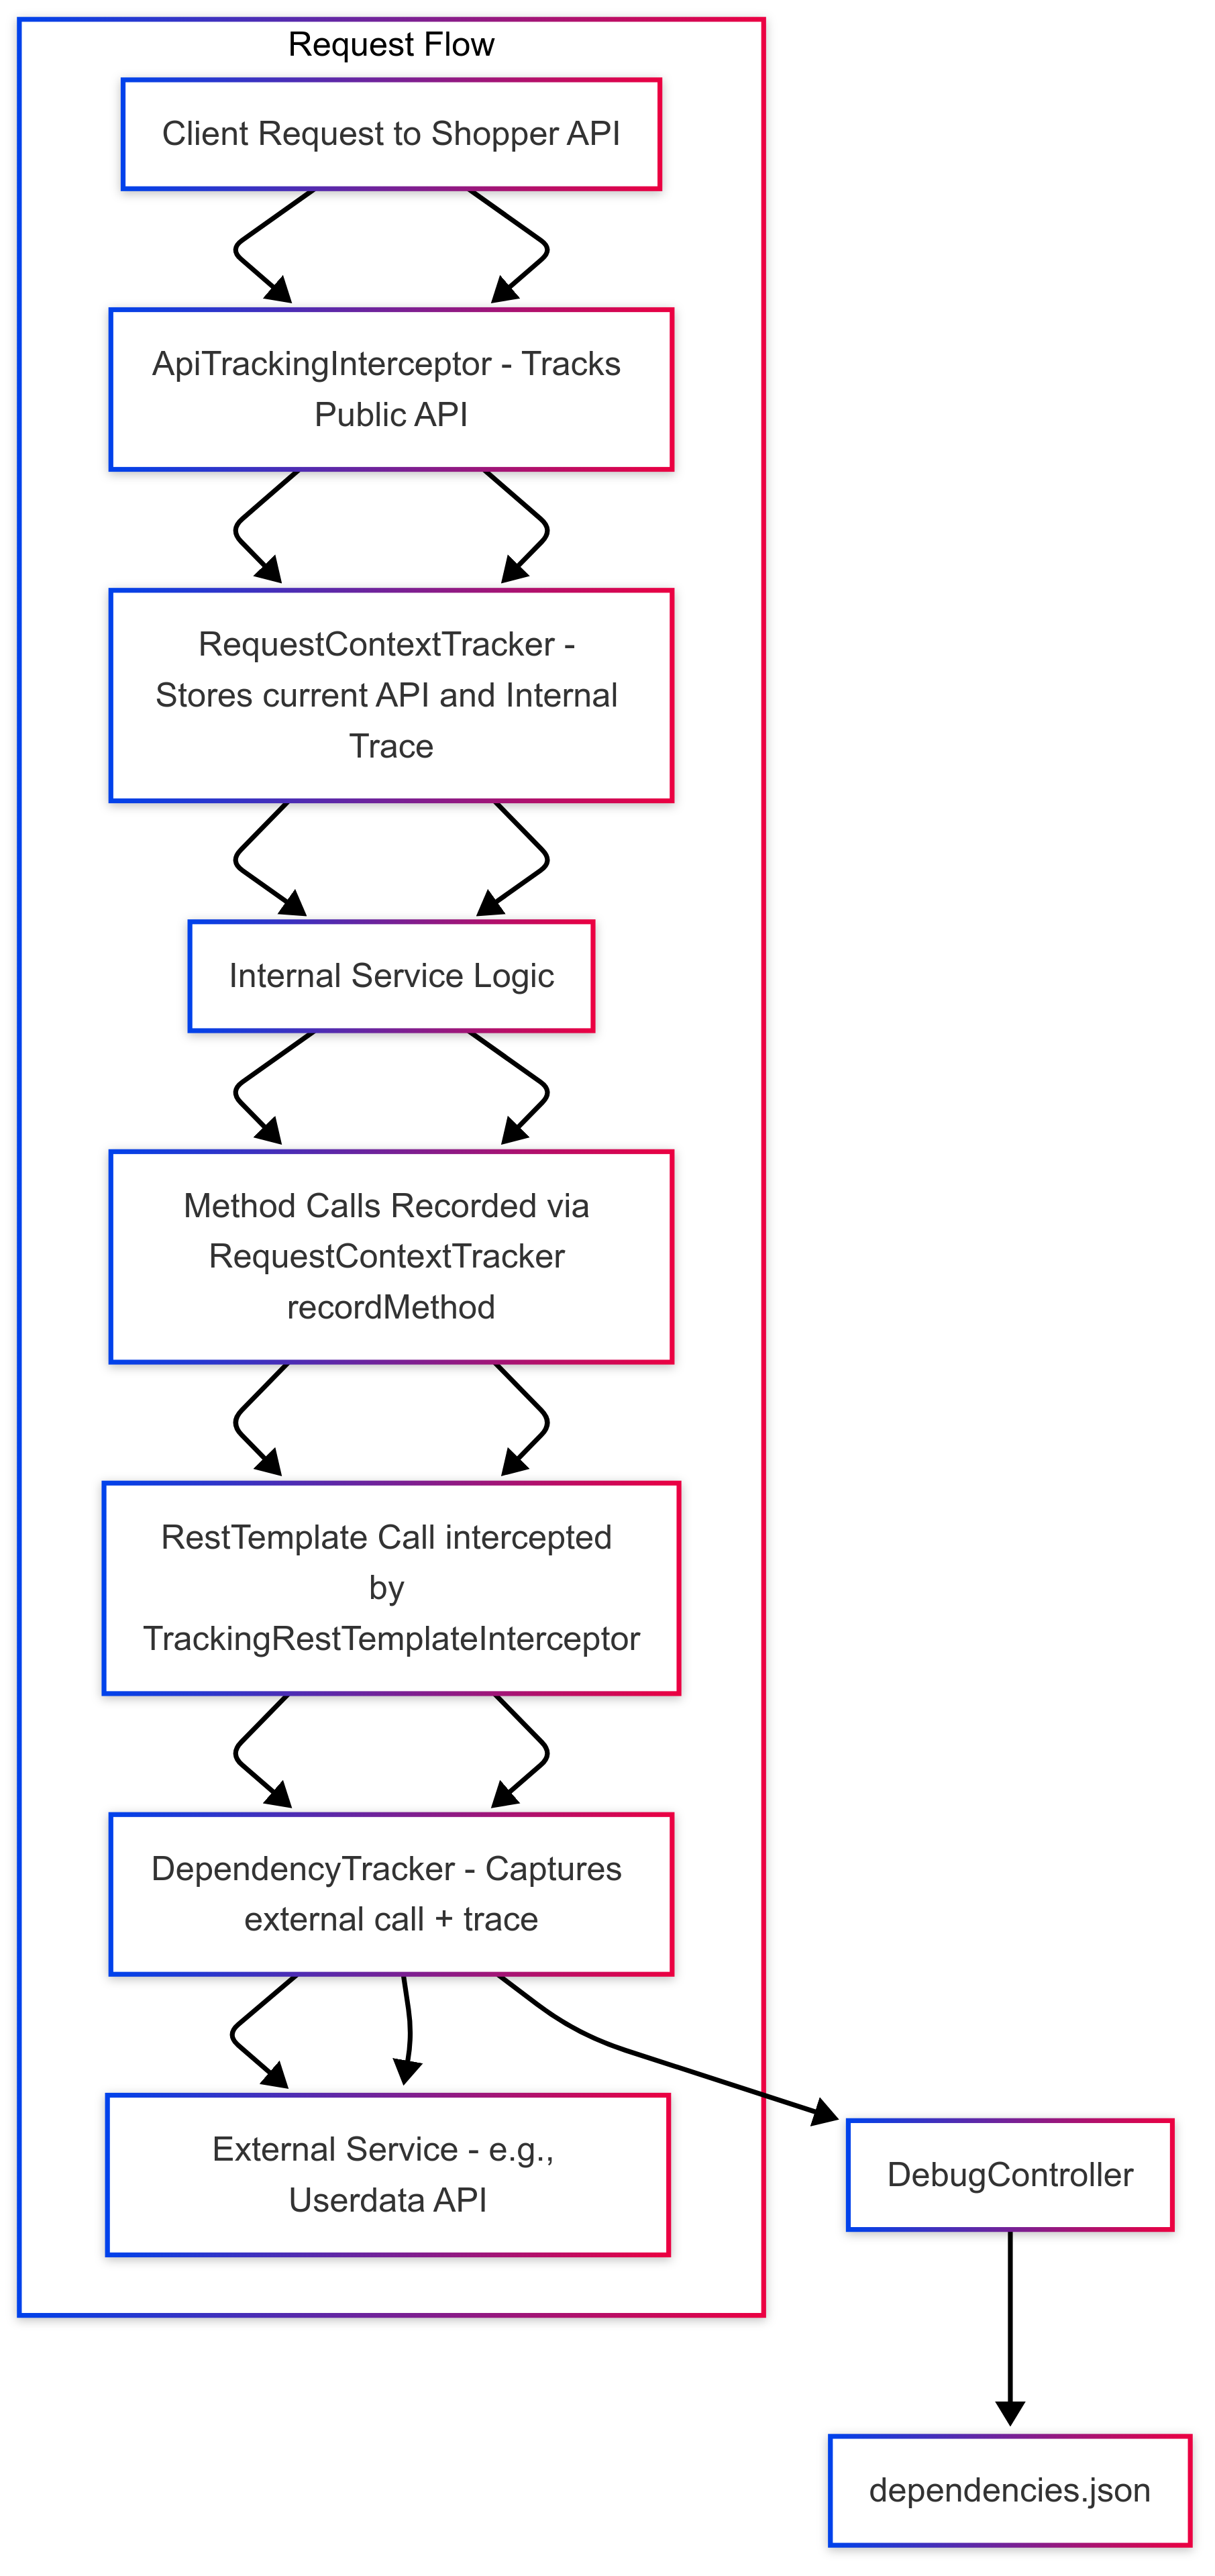 Request Flow
Client Request to Shopper API
ApiTrackingInterceptor - Tracks
Public API
RequestContextTracker -
Stores current API and Internal
Trace
Internal Service Logic
Method Calls Recorded via
RequestContextTracker
recordMethod
RestTemplate Call intercepted
by
TrackingRestTemplateInterceptor
DependencyTracker - Captures
external call + trace
External Service - e.g.,
Userdata API
DebugController
dependencies.json